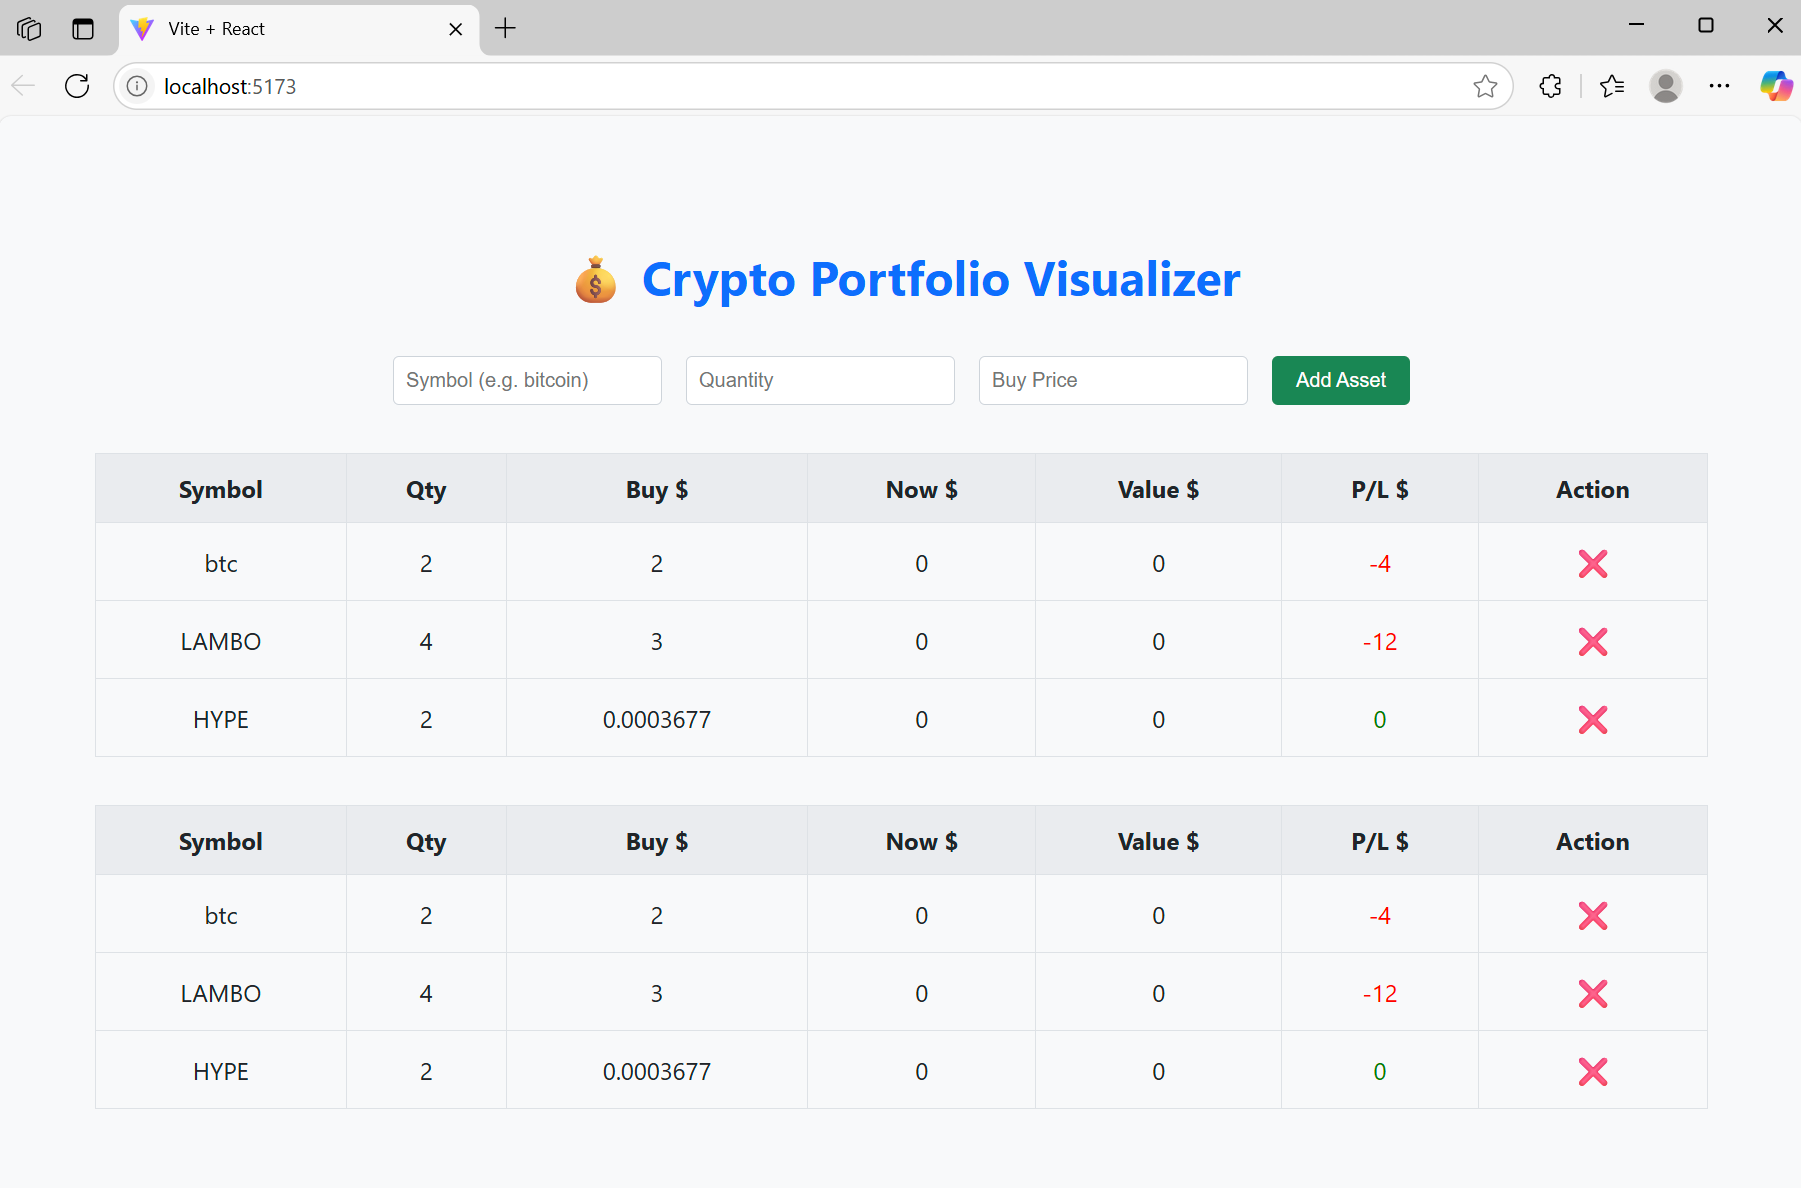 Vite + React
localhost:5173
Crypto Portfolio Visualizer
Symbol (e.g. bitcoin) Quantity Buy Price Add Asset
Symbol Qty Buy $ Now $ Value $ P/L $ Action
btc 2 2 0 0 -4
LAMBO 4 3 0 0 -12
HYPE 2 0.0003677 0 0 0
Symbol Qty Buy $ Now $ Value $ P/L $ Action
btc 2 2 0 0 -4
LAMBO 4 3 0 0 -12
HYPE 2 0.0003677 0 0 0